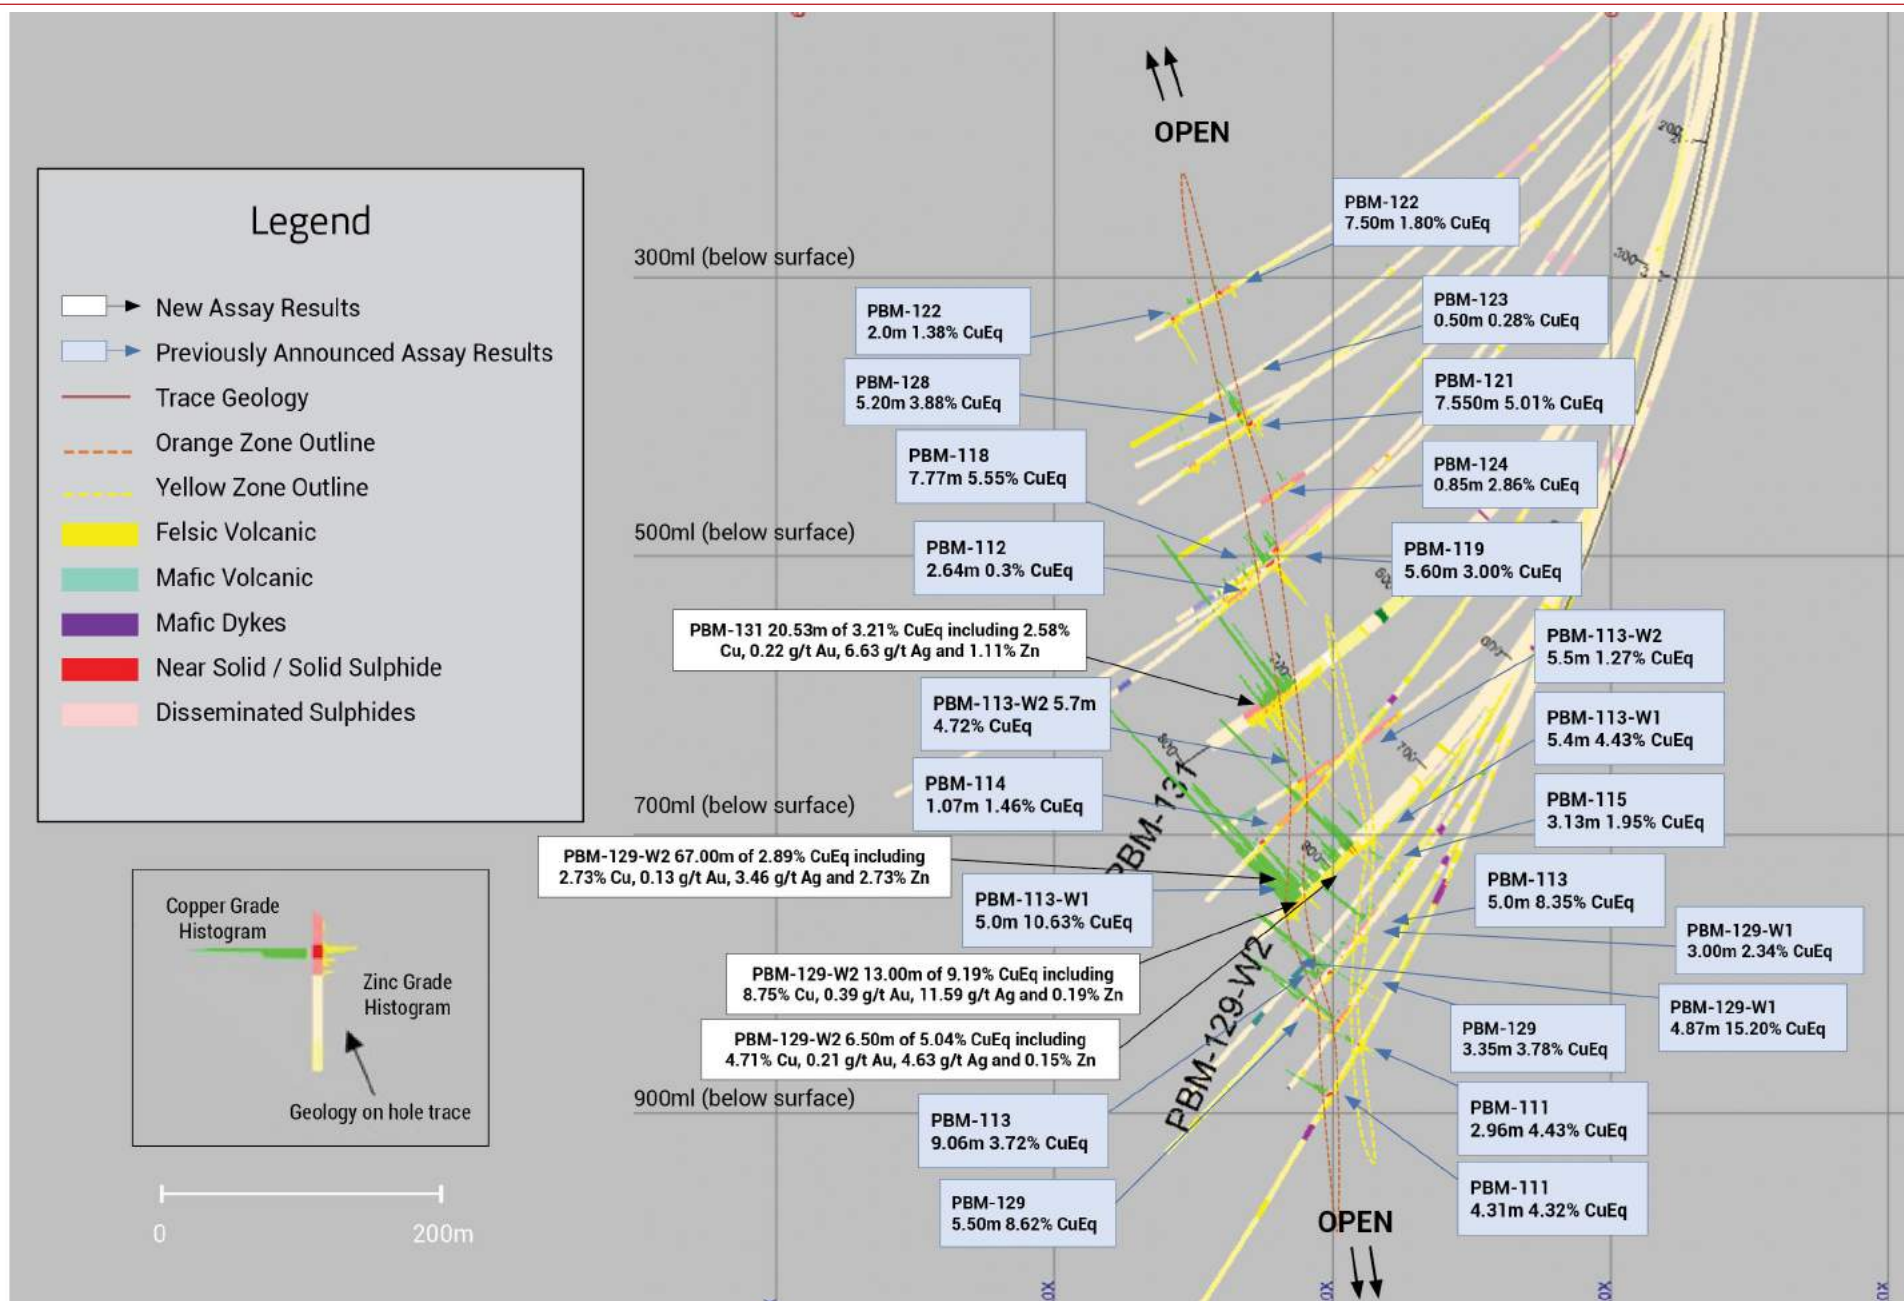 OPEN
Legend
New Assay Results
Previously Announced Assay Results
Trace Geology
Orange Zone Outline
Yellow Zone Outline
Felsic Volcanic
Mafic Volcanic
Mafic Dykes
Near Solid / Solid Sulphide
Disseminated Sulphides
Copper Grade
Histogram
Zinc Grade
Histogram
Geology on hole trace
0
200m
300ml (below surface)
500ml (below surface)
700ml (below surface)
900ml (below surface)
PBM-122
7.50m 1.80% CuEq
PBM-122
2.0m 1.38% CuEq
PBM-123
0.50m 0.28% CuEq
PBM-128
5.20m 3.88% CuEq
PBM-121
7.550m 5.01% CuEq
PBM-118
7.77m 5.55% CuEq
PBM-124
0.85m 2.86% CuEq
PBM-112
2.64m 0.3% CuEq
PBM-119
5.60m 3.00% CuEq
PBM-131 20.53m of 3.21% CuEq including 2.58%
Cu, 0.22 g/t Au, 6.63 g/t Ag and 1.11% Zn
PBM-113-W2
5.5m 1.27% CuEq
PBM-113-W2 5.7m
4.72% CuEq
PBM-113-W1
5.4m 4.43% CuEq
PBM-114
1.07m 1.46% CuEq
PBM-115
3.13m 1.95% CuEq
PBM-129-W2 67.00m of 2.89% CuEq including
2.73% Cu, 0.13 g/t Au, 3.46 g/t Ag and 2.73% Zn
PBM-113-W1
5.0m 10.63% CuEq
PBM-113
5.0m 8.35% CuEq
PBM-129-W1
3.00m 2.34% CuEq
PBM-129-W2 13.00m of 9.19% CuEq including
8.75% Cu, 0.39 g/t Au, 11.59 g/t Ag and 0.19% Zn
PBM-129-W1
4.87m 15.20% CuEq
PBM-129-W2 6.50m of 5.04% CuEq including
4.71% Cu, 0.21 g/t Au, 4.63 g/t Ag and 0.15% Zn
PBM-129
3.35m 3.78% CuEq
PBM-113
9.06m 3.72% CuEq
PBM-111
2.96m 4.43% CuEq
PBM-129
5.50m 8.62% CuEq
PBM-111
4.31m 4.32% CuEq
PBM-131
PBM-129-W2
200
300
700
800
900
OPEN